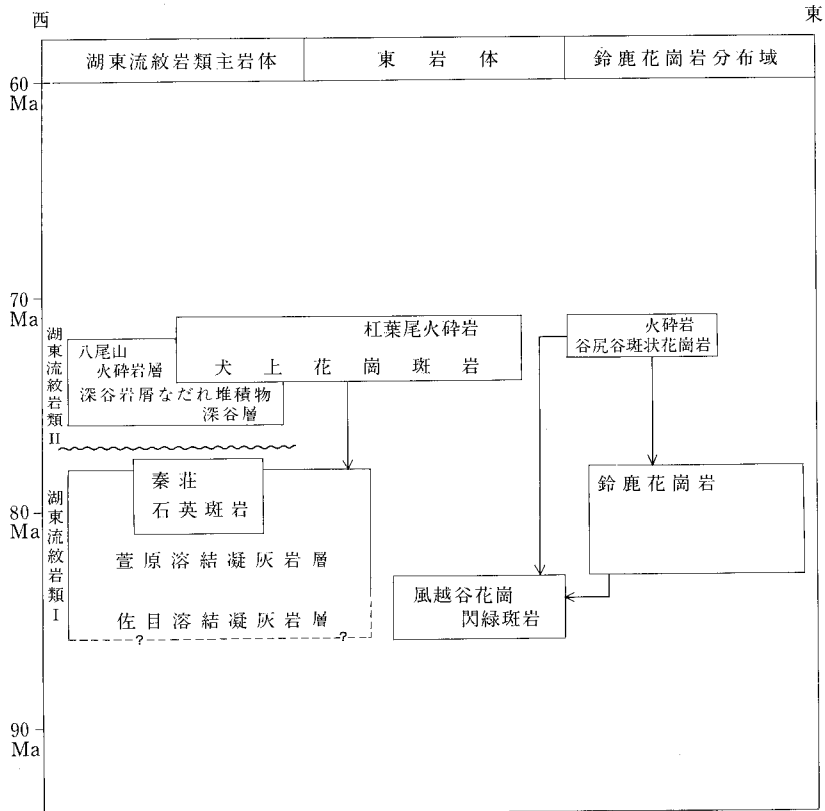 西
東
湖東流紋岩類主岩体
東岩体
鈴鹿花崗岩分布域
60
Ma
70
Ma
湖東流紋岩類II
八尾山
火砕岩層
深谷岩屑なだれ堆積物
深谷層
杠葉尾火砕岩
犬上花崗斑岩
火砕岩
谷尻谷斑状花崗岩
湖東流紋岩類I
秦荘
石英斑岩
萱原溶結凝灰岩層
佐目溶結凝灰岩層
?
?
鈴鹿花崗岩
80
Ma
風越谷花崗
閃緑斑岩
90
Ma